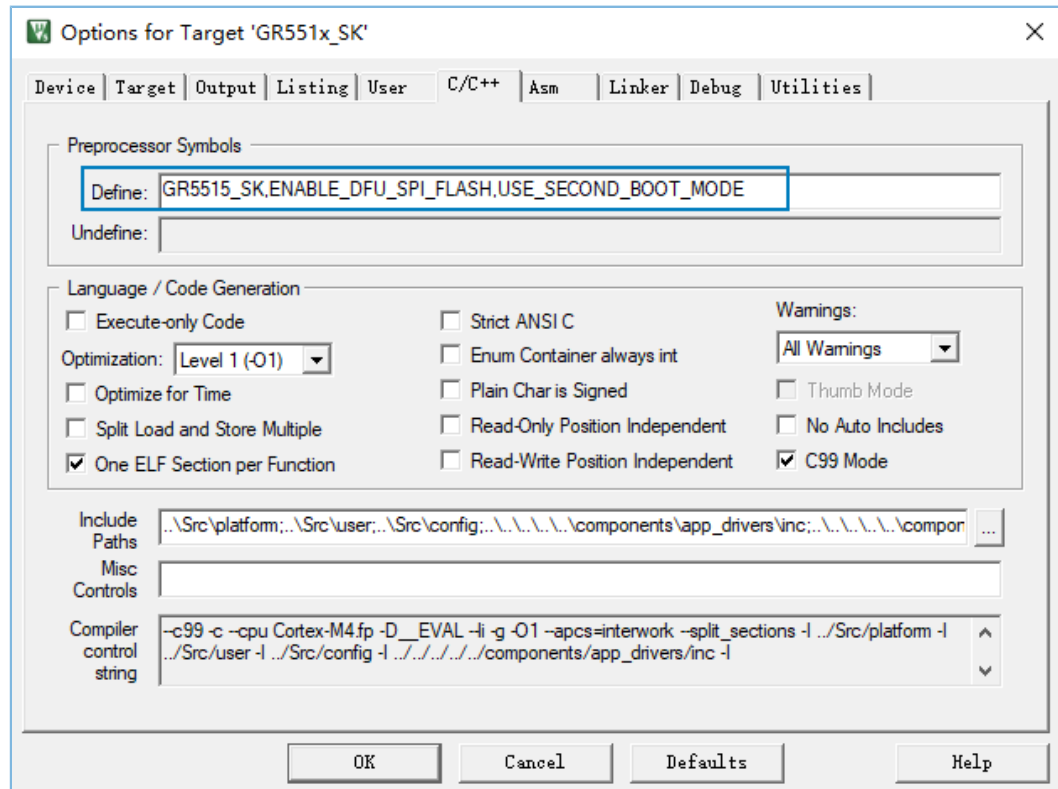 Options for Target 'GR551x_SK'
Device Target Output Listing User C/C++ Asm Linker Debug Utilities
Preprocessor Symbols
Define: GR5515_SK,ENABLE_DFU_SPI_FLASH,USE_SECOND_BOOT_MODE
Undefine:
Language / Code Generation
Execute-only Code
Optimization: Level 1 (-O1)
Optimize for Time
Split Load and Store Multiple
One ELF Section per Function
Strict ANSI C
Enum Container always int
Plain Char is Signed
Read-Only Position Independent
Read-Write Position Independent
Warnings:
All Warnings
Thumb Mode
No Auto Includes
C99 Mode
Include
Paths
..\Src\platform;..\Src\user;..\Src\config;..\..\..\..\..\components\app_drivers\inc;..\..\..\..\..\compon
...
Misc
Controls
Compiler
control
string
--c99 -c --cpu Cortex-M4.fp -D__EVAL --li -g -O1 --apcs=interwork --split_sections -I ../Src/platform -I
../Src/user -I ../Src/config -I ../../../../../components/app_drivers/inc -I
OK Cancel Defaults Help